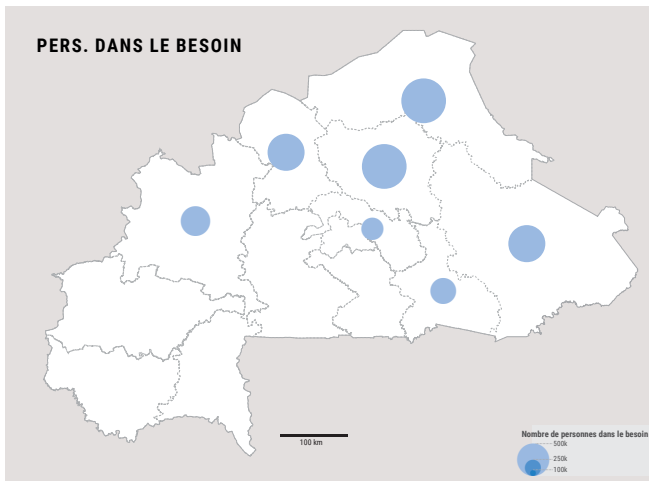 PERS. DANS LE BESOIN
100 km
Nombre de personnes dans le besoin
500k
250k
100k